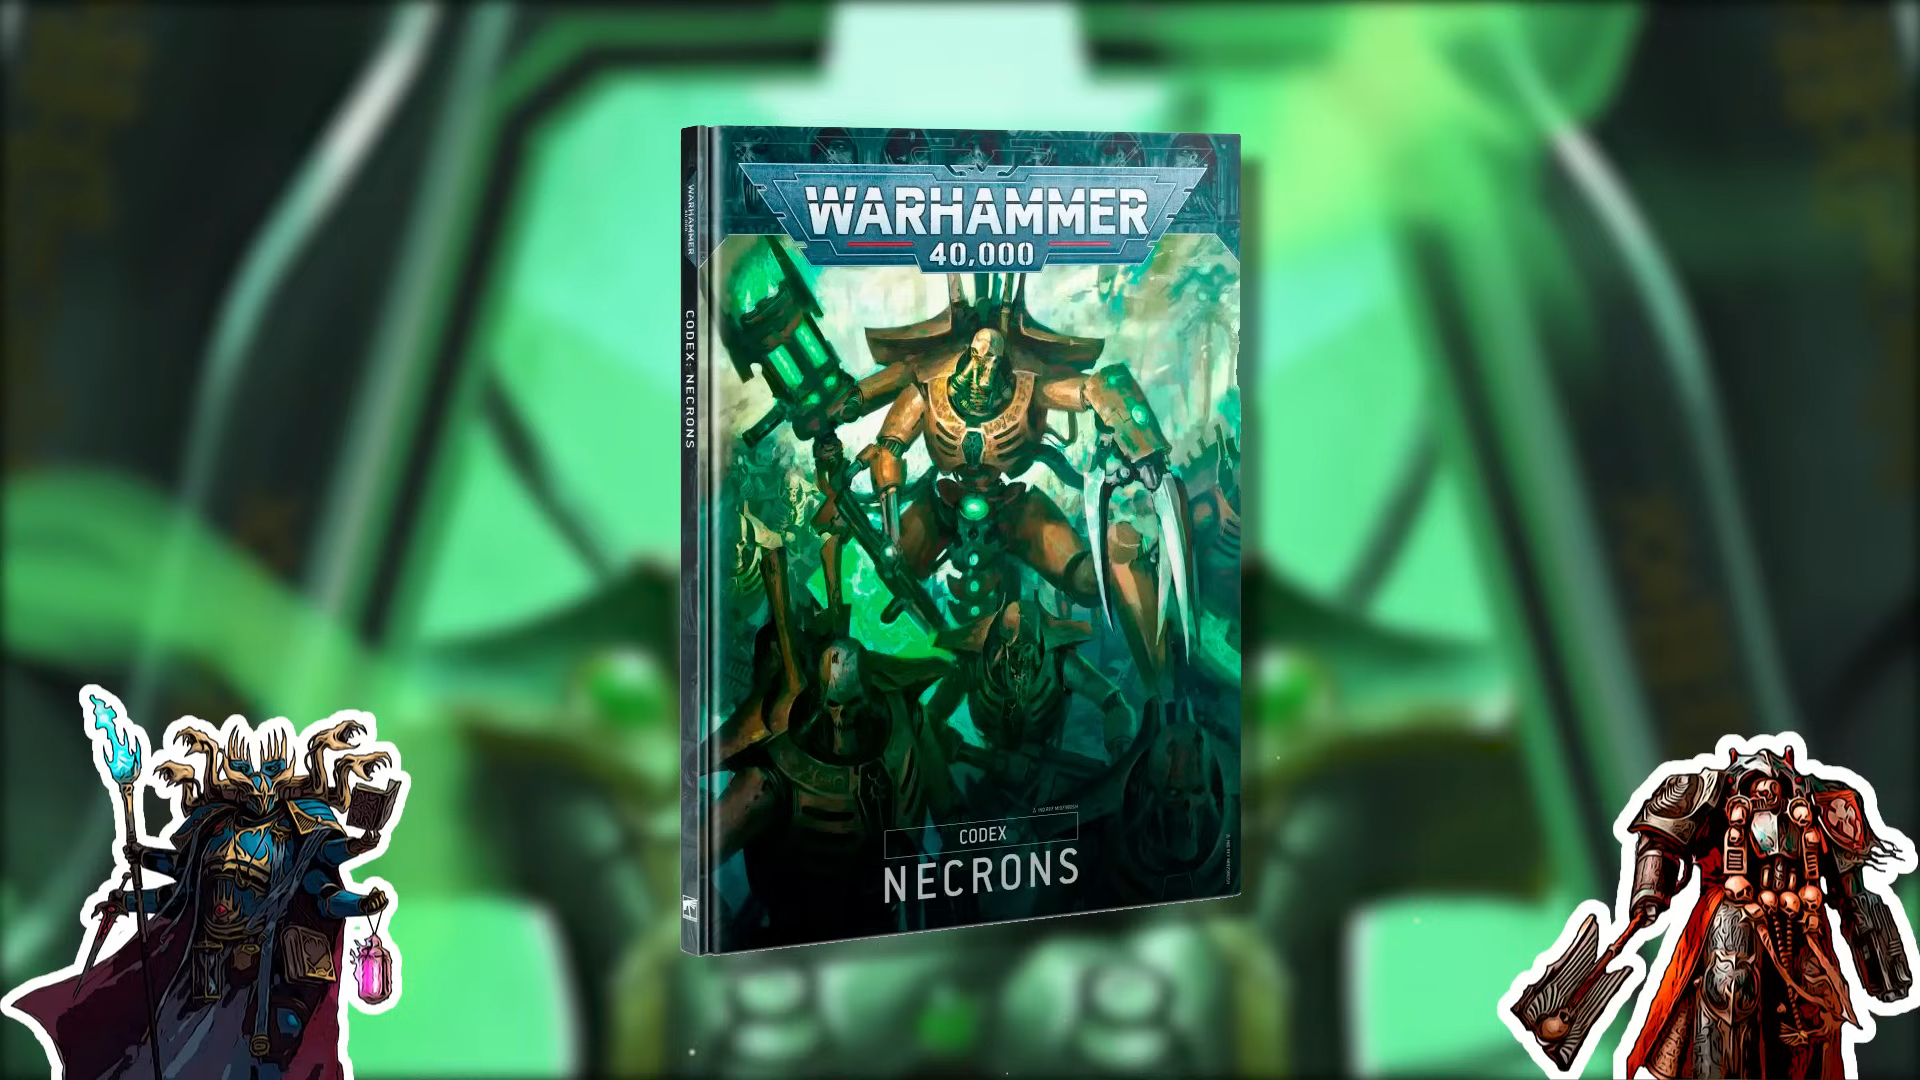 WARHAMMER
40,000
WARHAMMER
CODEX: NECRONS
CODEX
NECRONS